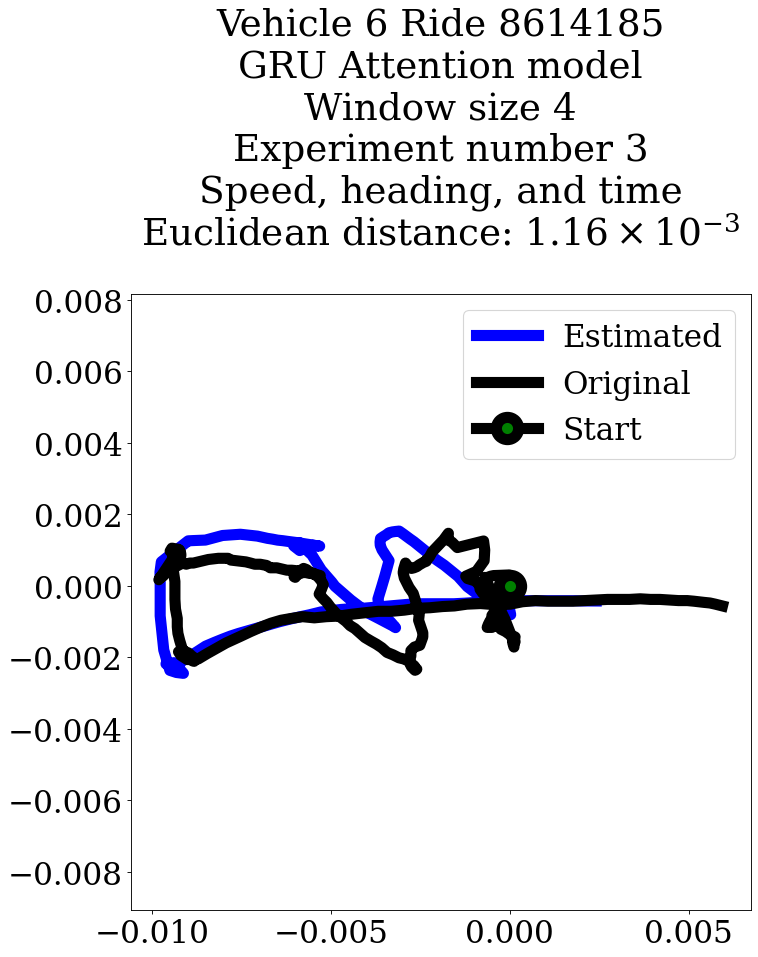 Vehicle 6 Ride 8614185
GRU Attention model
Window size 4
Experiment number 3
Speed, heading, and time
Euclidean distance: 1.16 × 10⁻³
0.008
Estimated
0.006
Original
0.004
Start
0.002
0.000
−0.002
−0.004
−0.006
−0.008
−0.010 −0.005 0.000 0.005